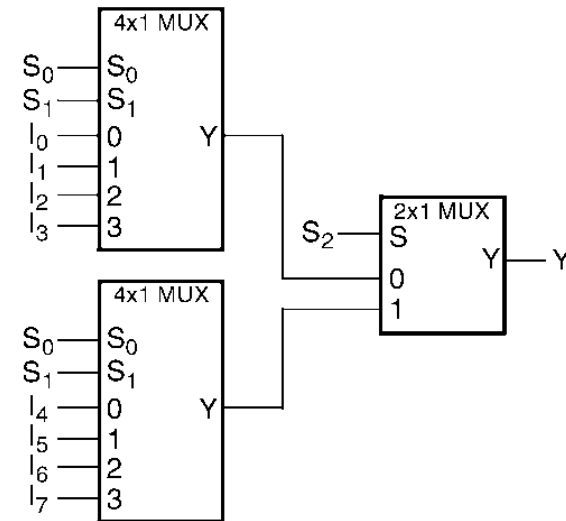 4x1 MUX
S₀ S₀
S₁ S₁
I₀ 0 Y
I₁ 1
I₂ 2
I₃ 3
2x1 MUX
S₂ S
Y Y
0
1
4x1 MUX
S₀ S₀
S₁ S₁
I₄ 0 Y
I₅ 1
I₆ 2
I₇ 3